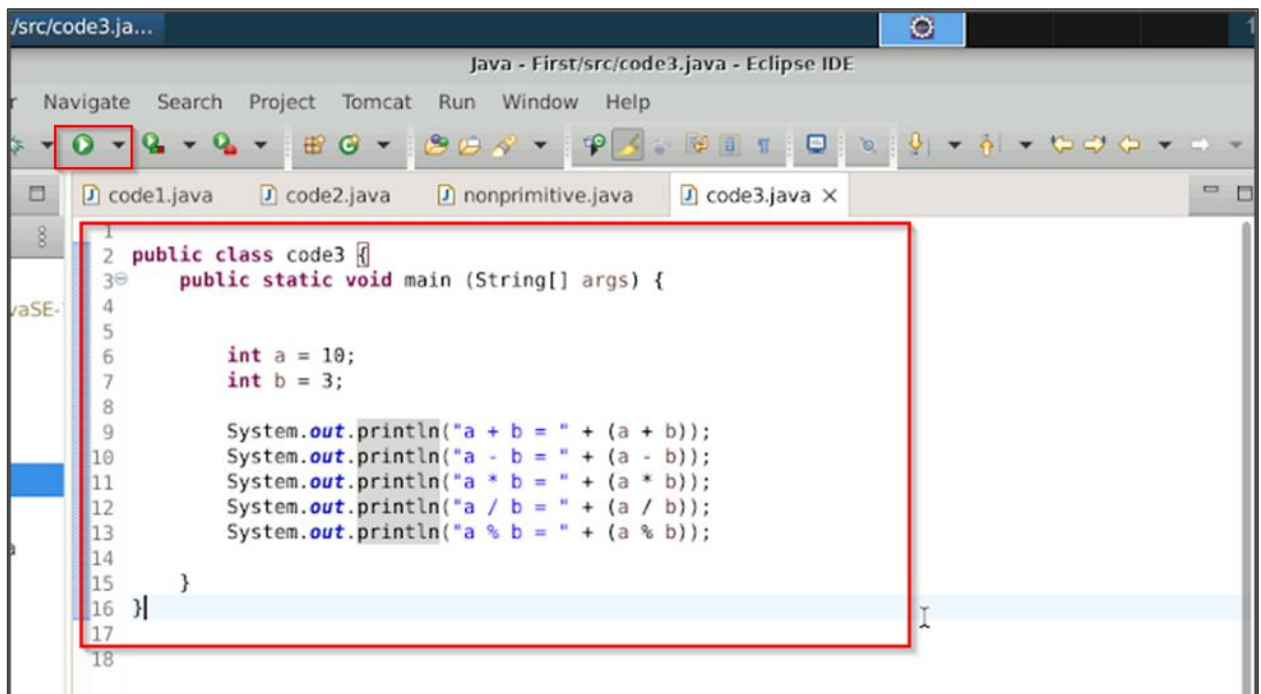 /src/code3.ja...
Java - First/src/code3.java - Eclipse IDE
r Navigate Search Project Tomcat Run Window Help
code1.java code2.java nonprimitive.java code3.java
1
2 public class code3 {
3 public static void main (String[] args) {
vaSE-
4
5
6 int a = 10;
7 int b = 3;
8
9 System.out.println("a + b = " + (a + b));
10 System.out.println("a - b = " + (a - b));
11 System.out.println("a * b = " + (a * b));
12 System.out.println("a / b = " + (a / b));
13 System.out.println("a % b = " + (a % b));
14
15 }
16 }
17
18